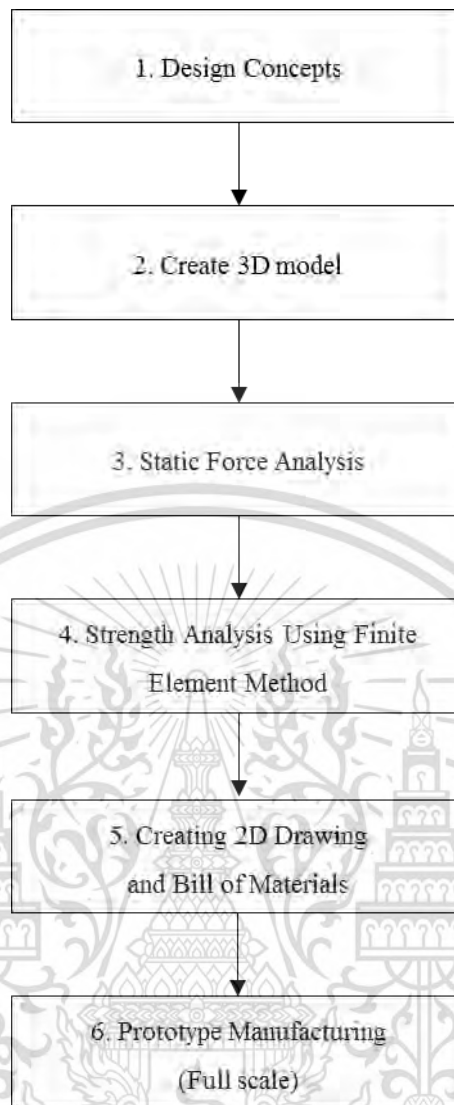 1. Design Concepts
2. Create 3D model
3. Static Force Analysis
4. Strength Analysis Using Finite
Element Method
5. Creating 2D Drawing
and Bill of Materials
6. Prototype Manufacturing
(Full scale)